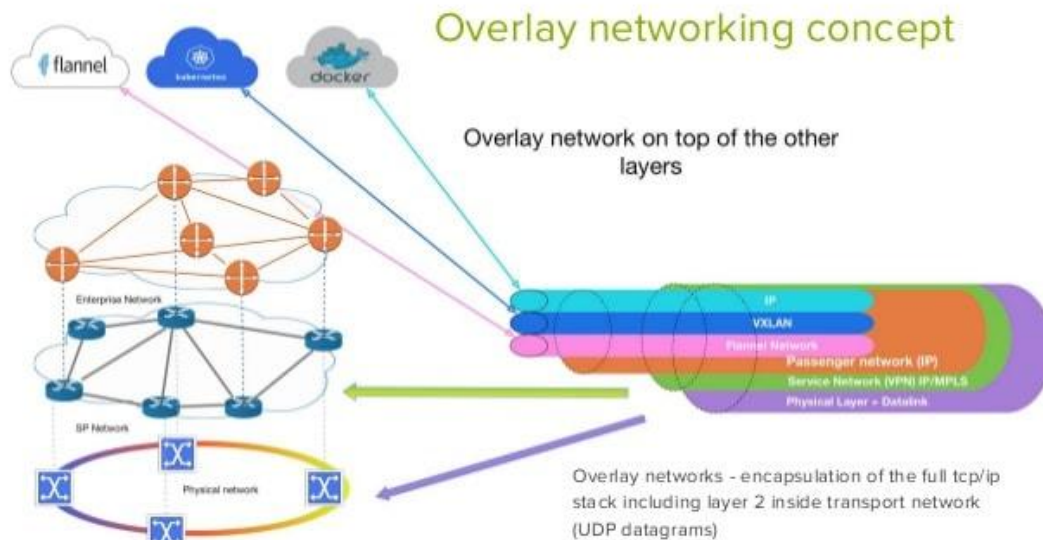 Overlay networking concept
flannel
kubernetes
docker
Overlay network on top of the other
layers
Enterprise Network
IP
VXLAN
Flannel Network
Passenger network (IP)
Service Network (VPN) IP/MPLS
Physical Layer + Datalink
SP Network
Physical network
Overlay networks - encapsulation of the full tcp/ip
stack including layer 2 inside transport network
(UDP datagrams)